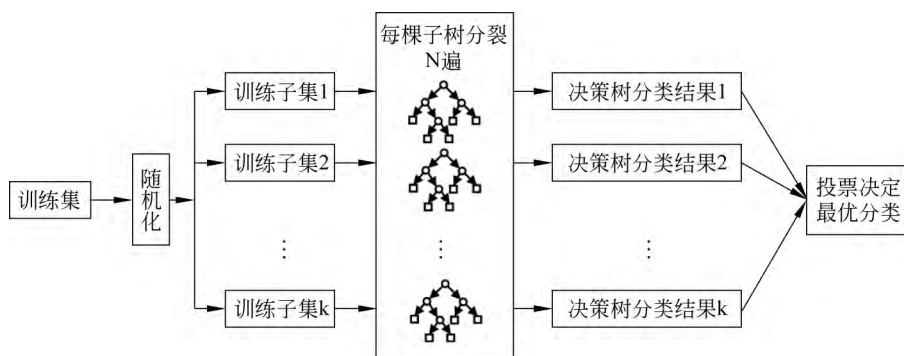 训练集
随机化
训练子集1
训练子集2
⋮
训练子集k
每棵子树分裂
N遍
⋮
决策树分类结果1
决策树分类结果2
⋮
决策树分类结果k
投票决定
最优分类